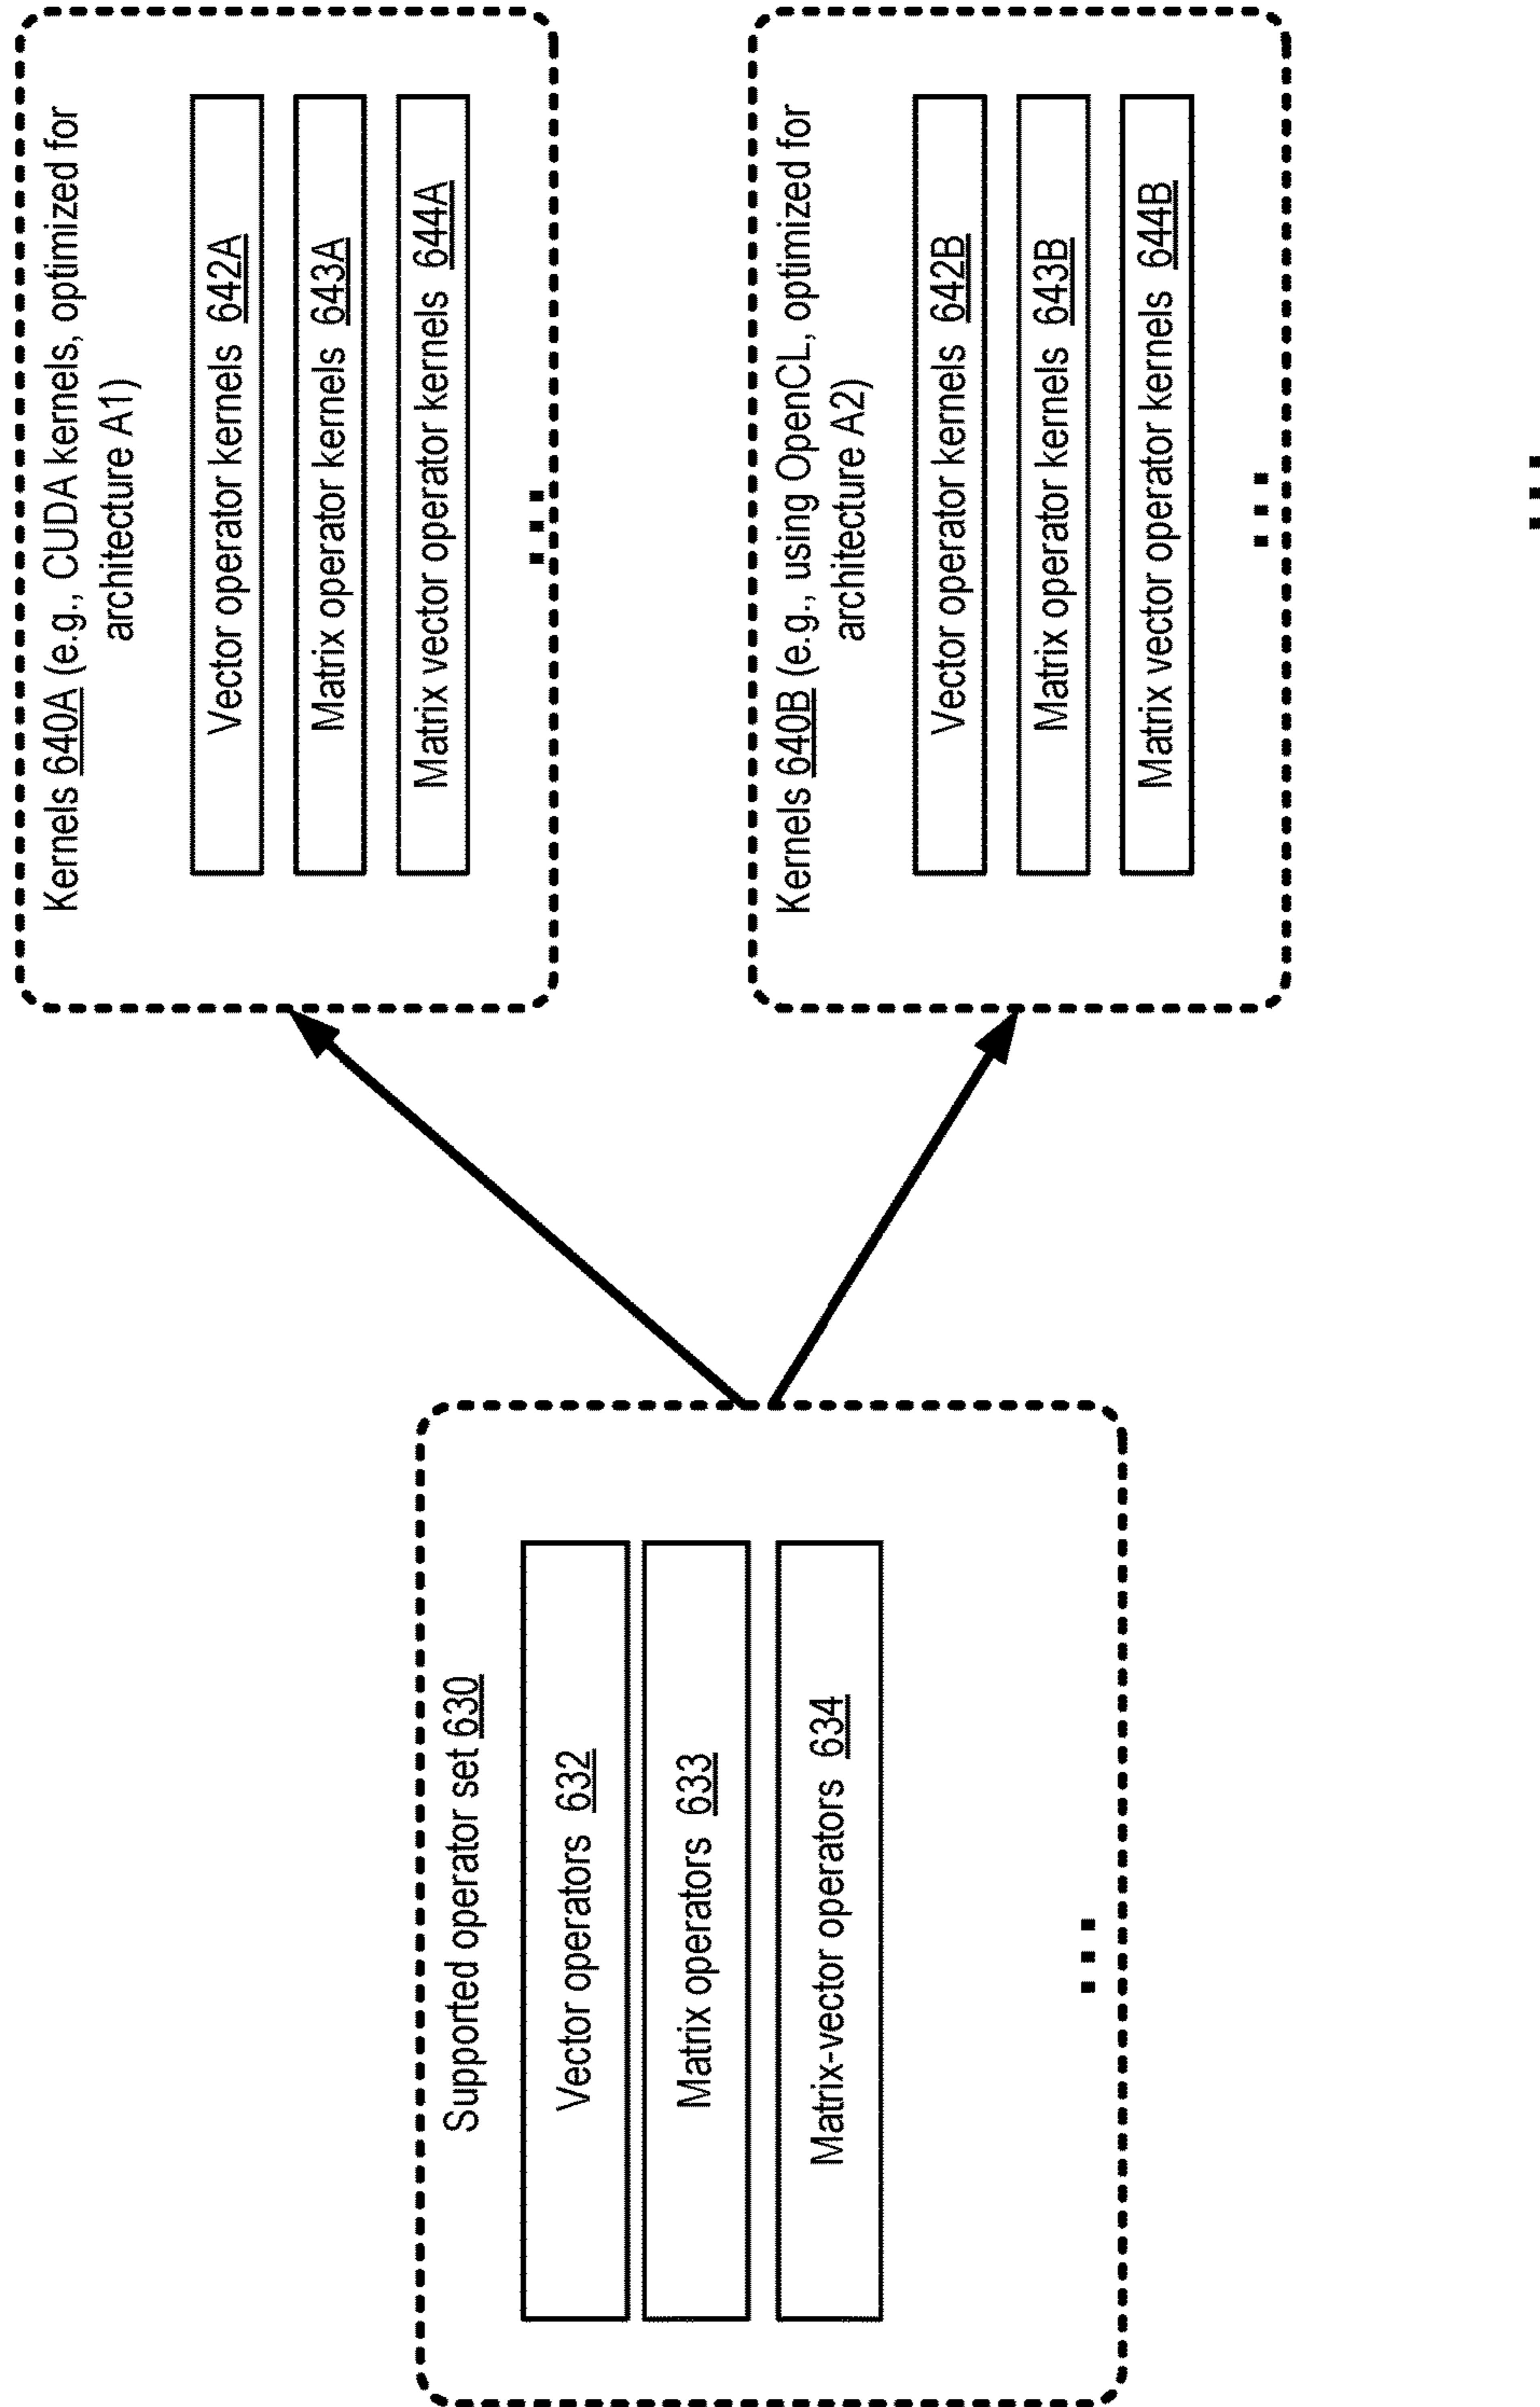 Supported operator set 630
Vector operators 632
Matrix operators 633
Matrix-vector operators 634
Kernels 640A (e.g., CUDA kernels, optimized for
architecture A1)
Vector operator kernels 642A
Matrix operator kernels 643A
Matrix vector operator kernels 644A
Kernels 640B (e.g., using OpenCL, optimized for
architecture A2)
Vector operator kernels 642B
Matrix operator kernels 643B
Matrix vector operator kernels 644B